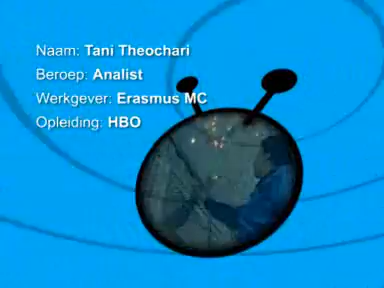 Naam: Tani Theochari
Beroep: Analist
Werkgever: Erasmus MC
Opleiding: HBO